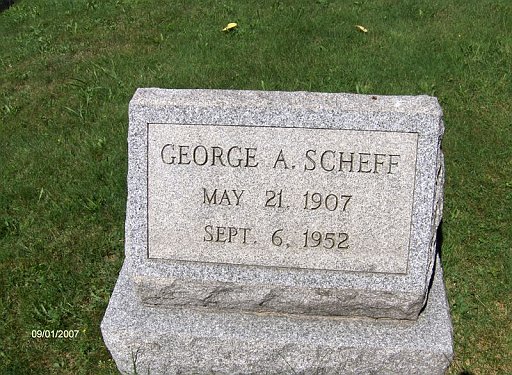 GEORGE A. SCHEFF
MAY 21, 1907
SEPT. 6, 1952
09/01/2007